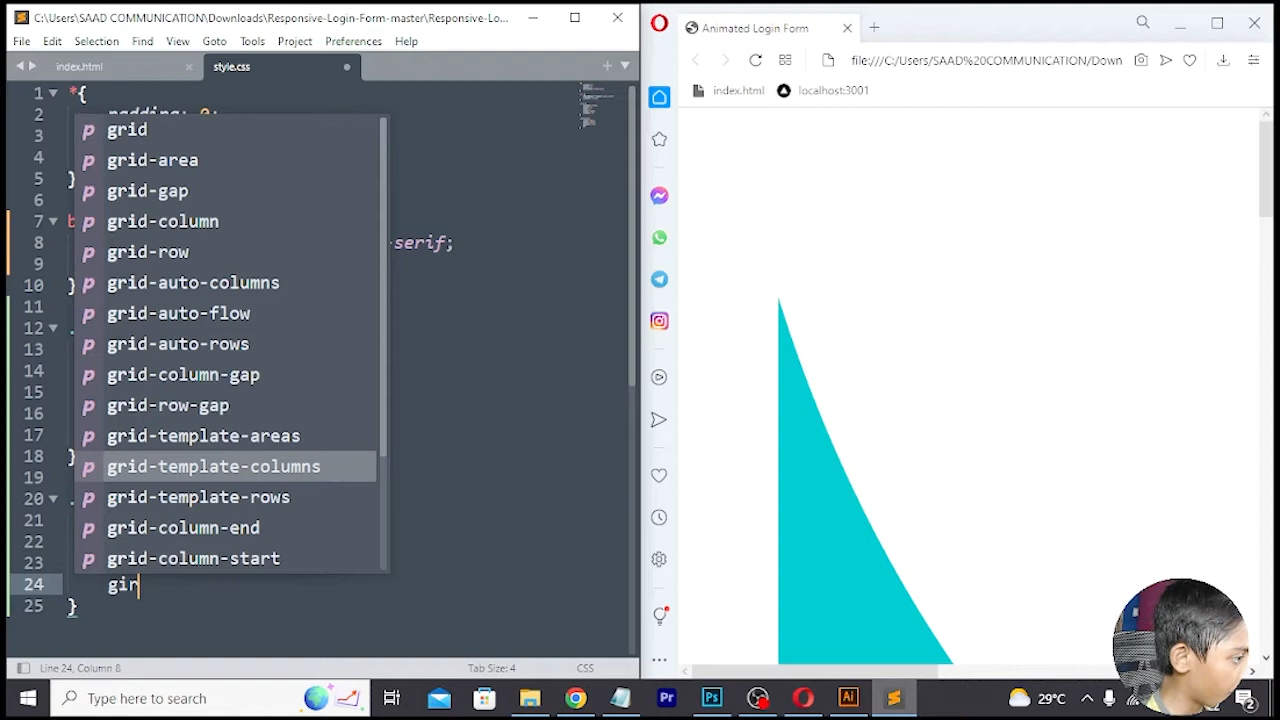 C:\Users\SAAD COMMUNICATION\Downloads\Responsive-Login-Form-master\Responsive-Lo...
File Edit Selection Find View Goto Tools Project Preferences Help
index.html
style.css
1 *{
2
3
4
5 }
6
7 b
8 serif;
9
10 }
11
12 .
13
14
15
16
17
18 }
19
20 .
21
22
23
24 gir
25 }
grid
grid-area
grid-gap
grid-column
grid-row
grid-auto-columns
grid-auto-flow
grid-auto-rows
grid-column-gap
grid-row-gap
grid-template-areas
grid-template-columns
grid-template-rows
grid-column-end
grid-column-start
Line 24, Column 8
Tab Size: 4
CSS
Animated Login Form
file:///C:/Users/SAAD%20COMMUNICATION/Down
index.html
localhost:3001
Type here to search
Pr
Ps
Ai
29°C
2